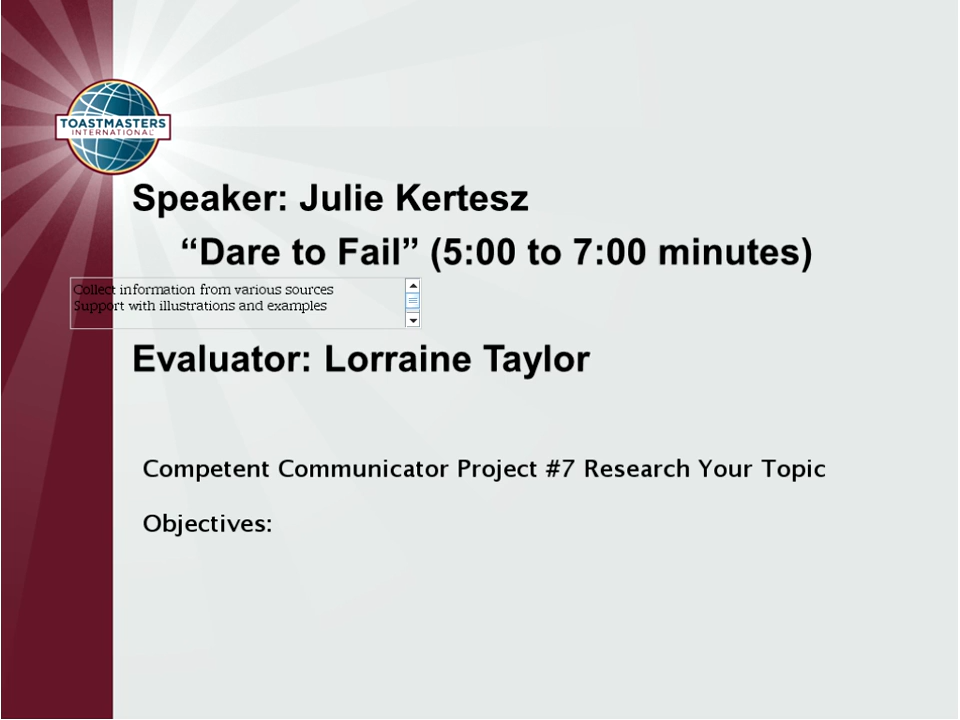 TOASTMASTERS
INTERNATIONAL
Speaker: Julie Kertesz
“Dare to Fail” (5:00 to 7:00 minutes)
Collect information from various sources
Support with illustrations and examples
Evaluator: Lorraine Taylor
Competent Communicator Project #7 Research Your Topic
Objectives: